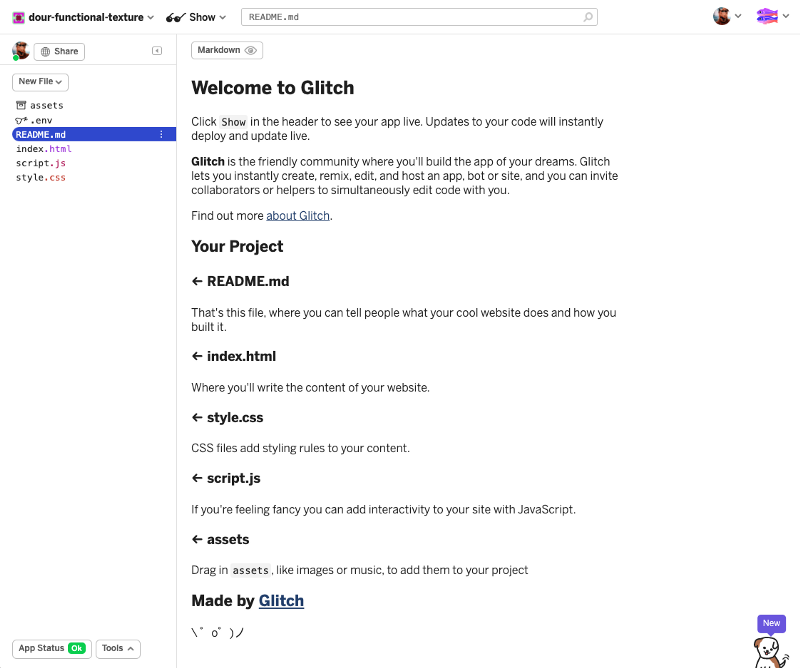 dour-functional-texture
Show
README.md
Share
New File
assets
.env
README.md
index.html
script.js
style.css
Markdown
Welcome to Glitch
Click Show in the header to see your app live. Updates to your code will instantly
deploy and update live.
Glitch is the friendly community where you'll build the app of your dreams. Glitch
lets you instantly create, remix, edit, and host an app, bot or site, and you can invite
collaborators or helpers to simultaneously edit code with you.
Find out more about Glitch.
Your Project
← README.md
That's this file, where you can tell people what your cool website does and how you
built it.
← index.html
Where you'll write the content of your website.
← style.css
CSS files add styling rules to your content.
← script.js
If you're feeling fancy you can add interactivity to your site with JavaScript.
← assets
Drag in assets, like images or music, to add them to your project
Made by Glitch
\ ゜o゜)ノ
App Status Ok
Tools
New